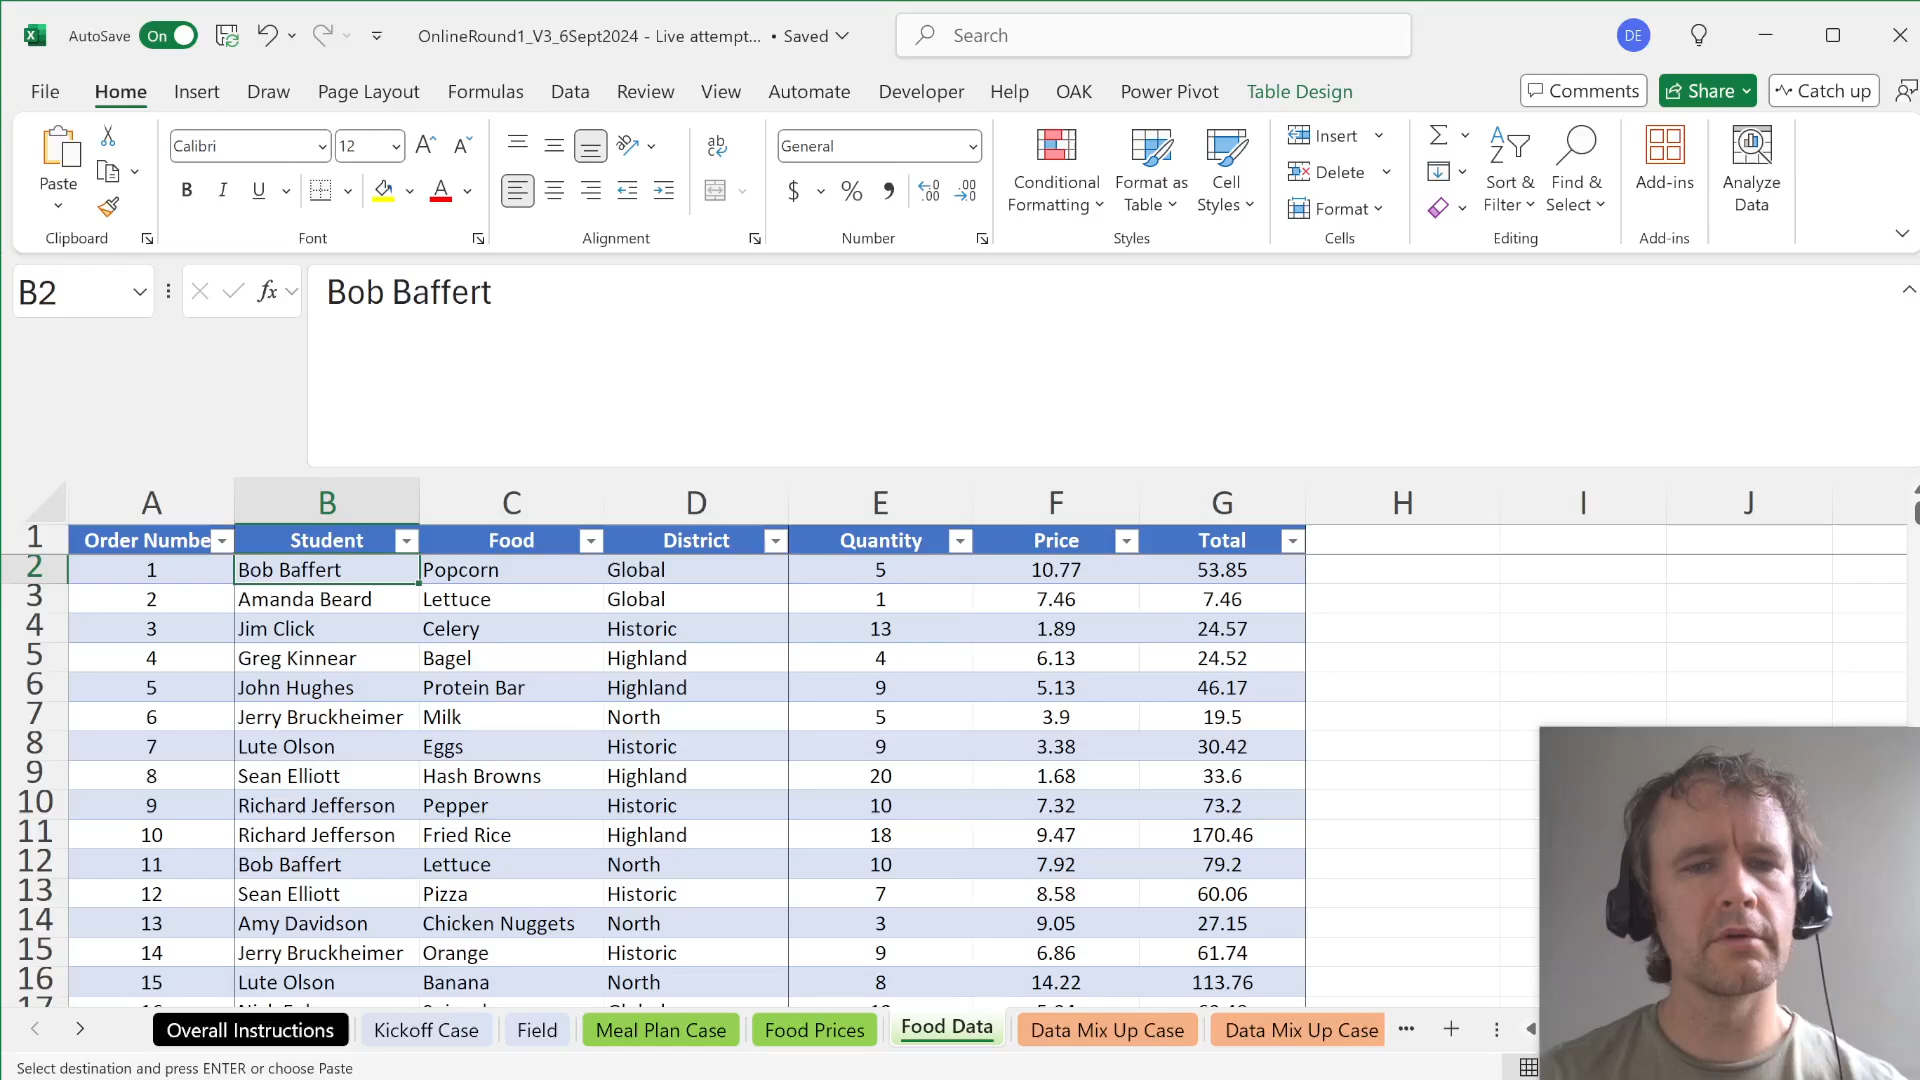 AutoSave On OnlineRound1_V3_6Sept2024 - Live attempt... • Saved Search DE
File Home Insert Draw Page Layout Formulas Data Review View Automate Developer Help OAK Power Pivot Table Design Comments Share Catch up
Paste Calibri 12 General Conditional Formatting Format as Table Cell Styles Insert Delete Format Sort & Filter Find & Select Add-ins Analyze Data
Clipboard Font Alignment Number Styles Cells Editing Add-ins
B2 fx Bob Baffert
A B C D E F G H I J
1 Order Numbe Student Food District Quantity Price Total
2 1 Bob Baffert Popcorn Global 5 10.77 53.85
3 2 Amanda Beard Lettuce Global 1 7.46 7.46
4 3 Jim Click Celery Historic 13 1.89 24.57
5 4 Greg Kinnear Bagel Highland 4 6.13 24.52
6 5 John Hughes Protein Bar Highland 9 5.13 46.17
7 6 Jerry Bruckheimer Milk North 5 3.9 19.5
8 7 Lute Olson Eggs Historic 9 3.38 30.42
9 8 Sean Elliott Hash Browns Highland 20 1.68 33.6
10 9 Richard Jefferson Pepper Historic 10 7.32 73.2
11 10 Richard Jefferson Fried Rice Highland 18 9.47 170.46
12 11 Bob Baffert Lettuce North 10 7.92 79.2
13 12 Sean Elliott Pizza Historic 7 8.58 60.06
14 13 Amy Davidson Chicken Nuggets North 3 9.05 27.15
15 14 Jerry Bruckheimer Orange Historic 9 6.86 61.74
16 15 Lute Olson Banana North 8 14.22 113.76
17
Overall Instructions Kickoff Case Field Meal Plan Case Food Prices Food Data Data Mix Up Case Data Mix Up Case
Select destination and press ENTER or choose Paste